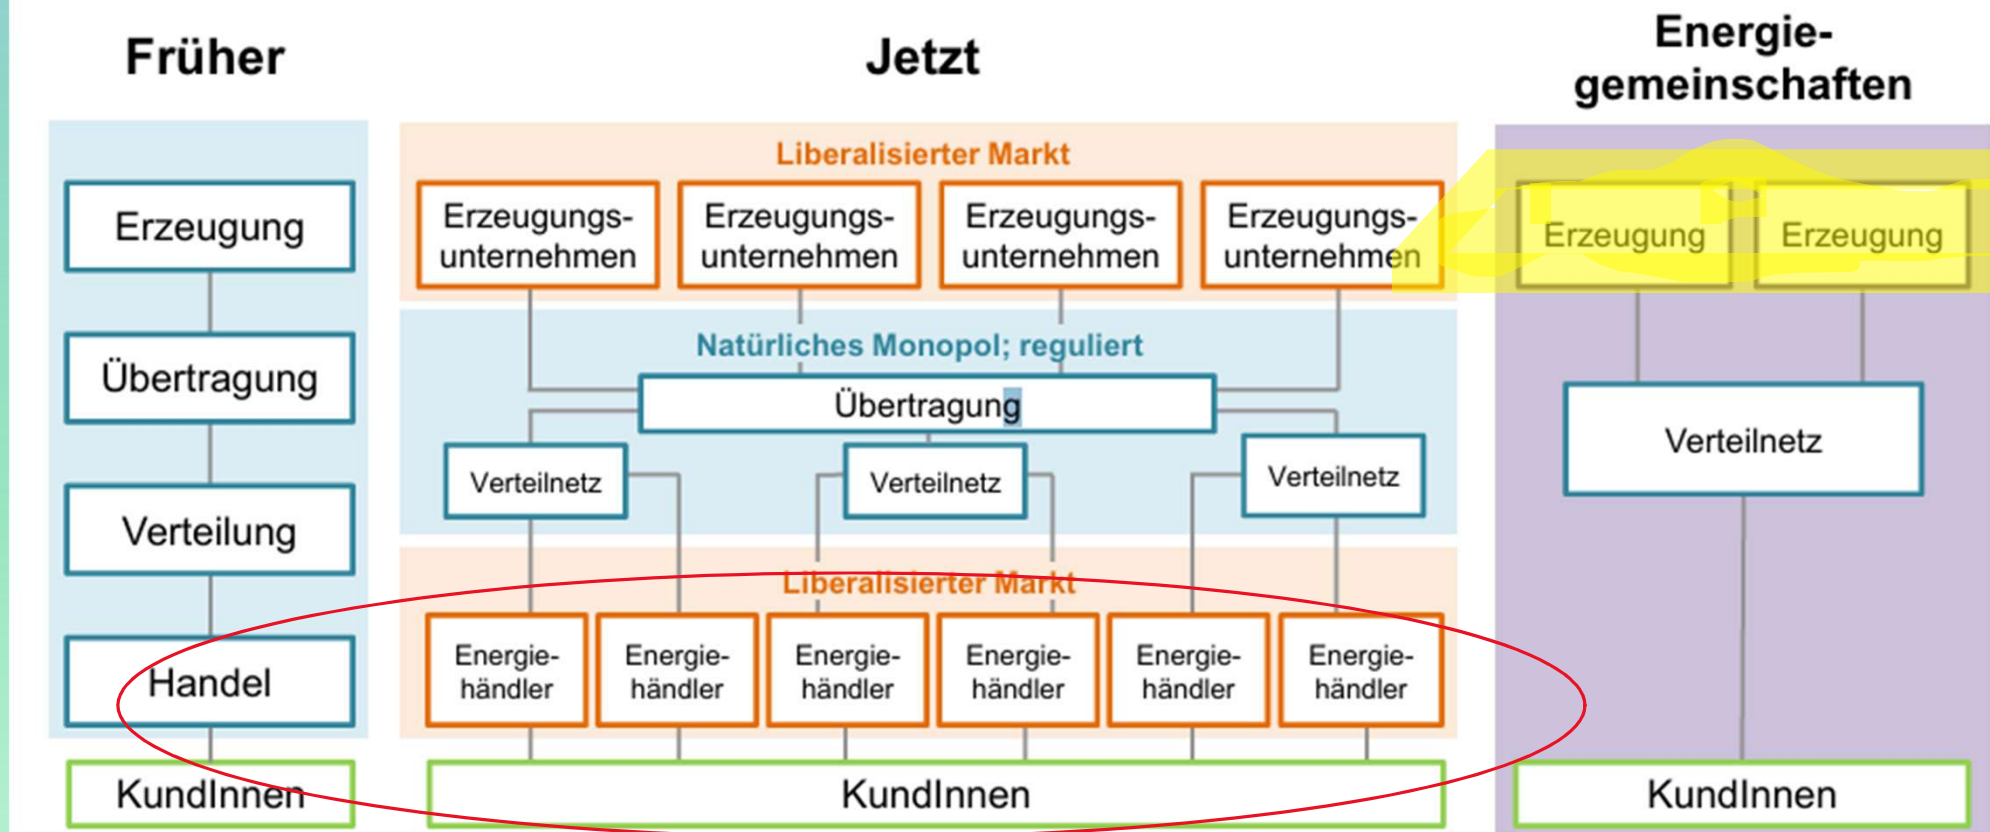 Früher
Jetzt
Energie-
gemeinschaften
Erzeugung
Übertragung
Verteilung
Handel
KundInnen
Liberalisierter Markt
Erzeugungs-
unternehmen
Erzeugungs-
unternehmen
Erzeugungs-
unternehmen
Erzeugungs-
unternehmen
Natürliches Monopol; reguliert
Übertragung
Verteilnetz
Verteilnetz
Verteilnetz
Liberalisierter Markt
Energie-
händler
Energie-
händler
Energie-
händler
Energie-
händler
Energie-
händler
Energie-
händler
KundInnen
Erzeugung
Erzeugung
Verteilnetz
KundInnen